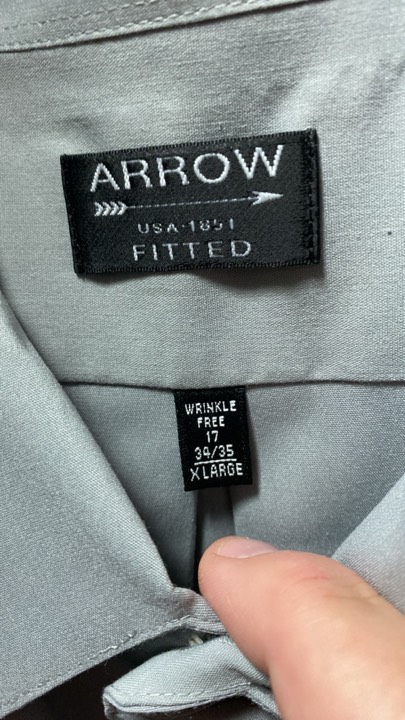 ARROW
USA·1851
FITTED
WRINKLE
FREE
17
34/35
XLARGE